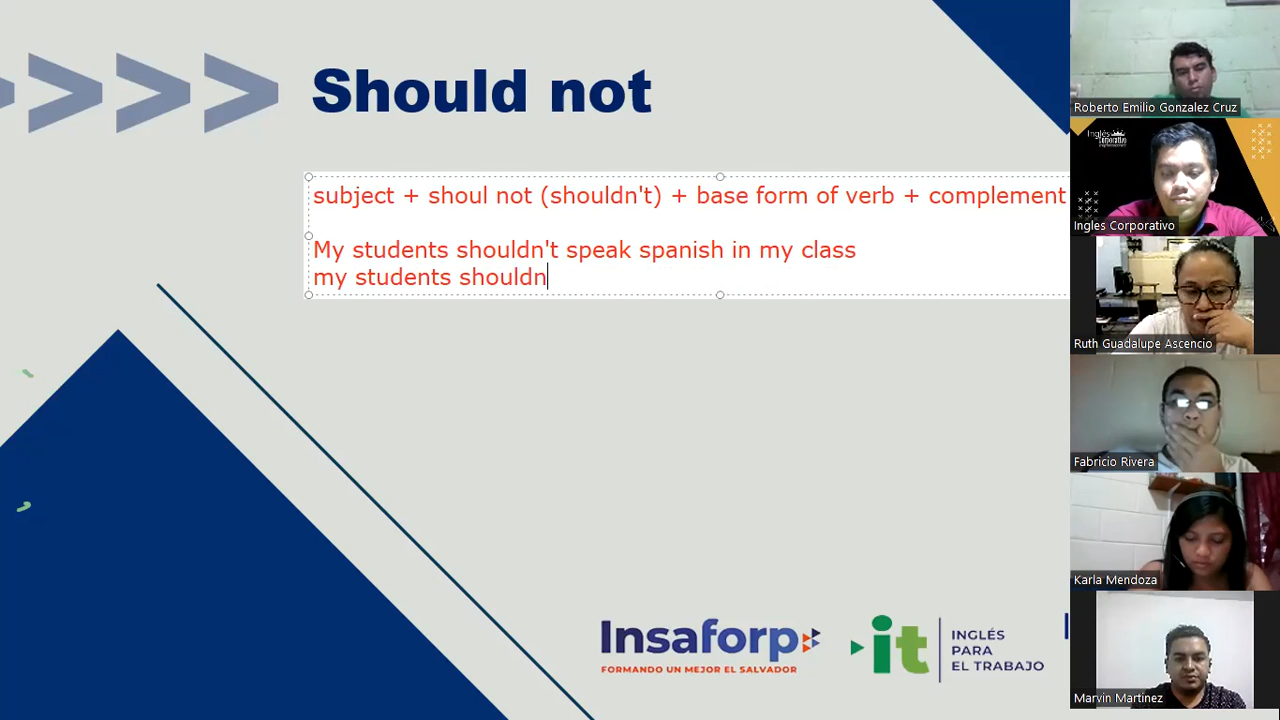 Should not
subject + shoul not (shouldn't) + base form of verb + complement
My students shouldn't speak spanish in my class
my students shouldn
Insaforp
FORMANDO UN MEJOR EL SALVADOR
it
INGLÉS
PARA
EL TRABAJO
Roberto Emilio Gonzalez Cruz
Inglés
Corporativo
Ingles Corporativo
Ruth Guadalupe Ascencio
Fabricio Rivera
Karla Mendoza
Marvin Martinez